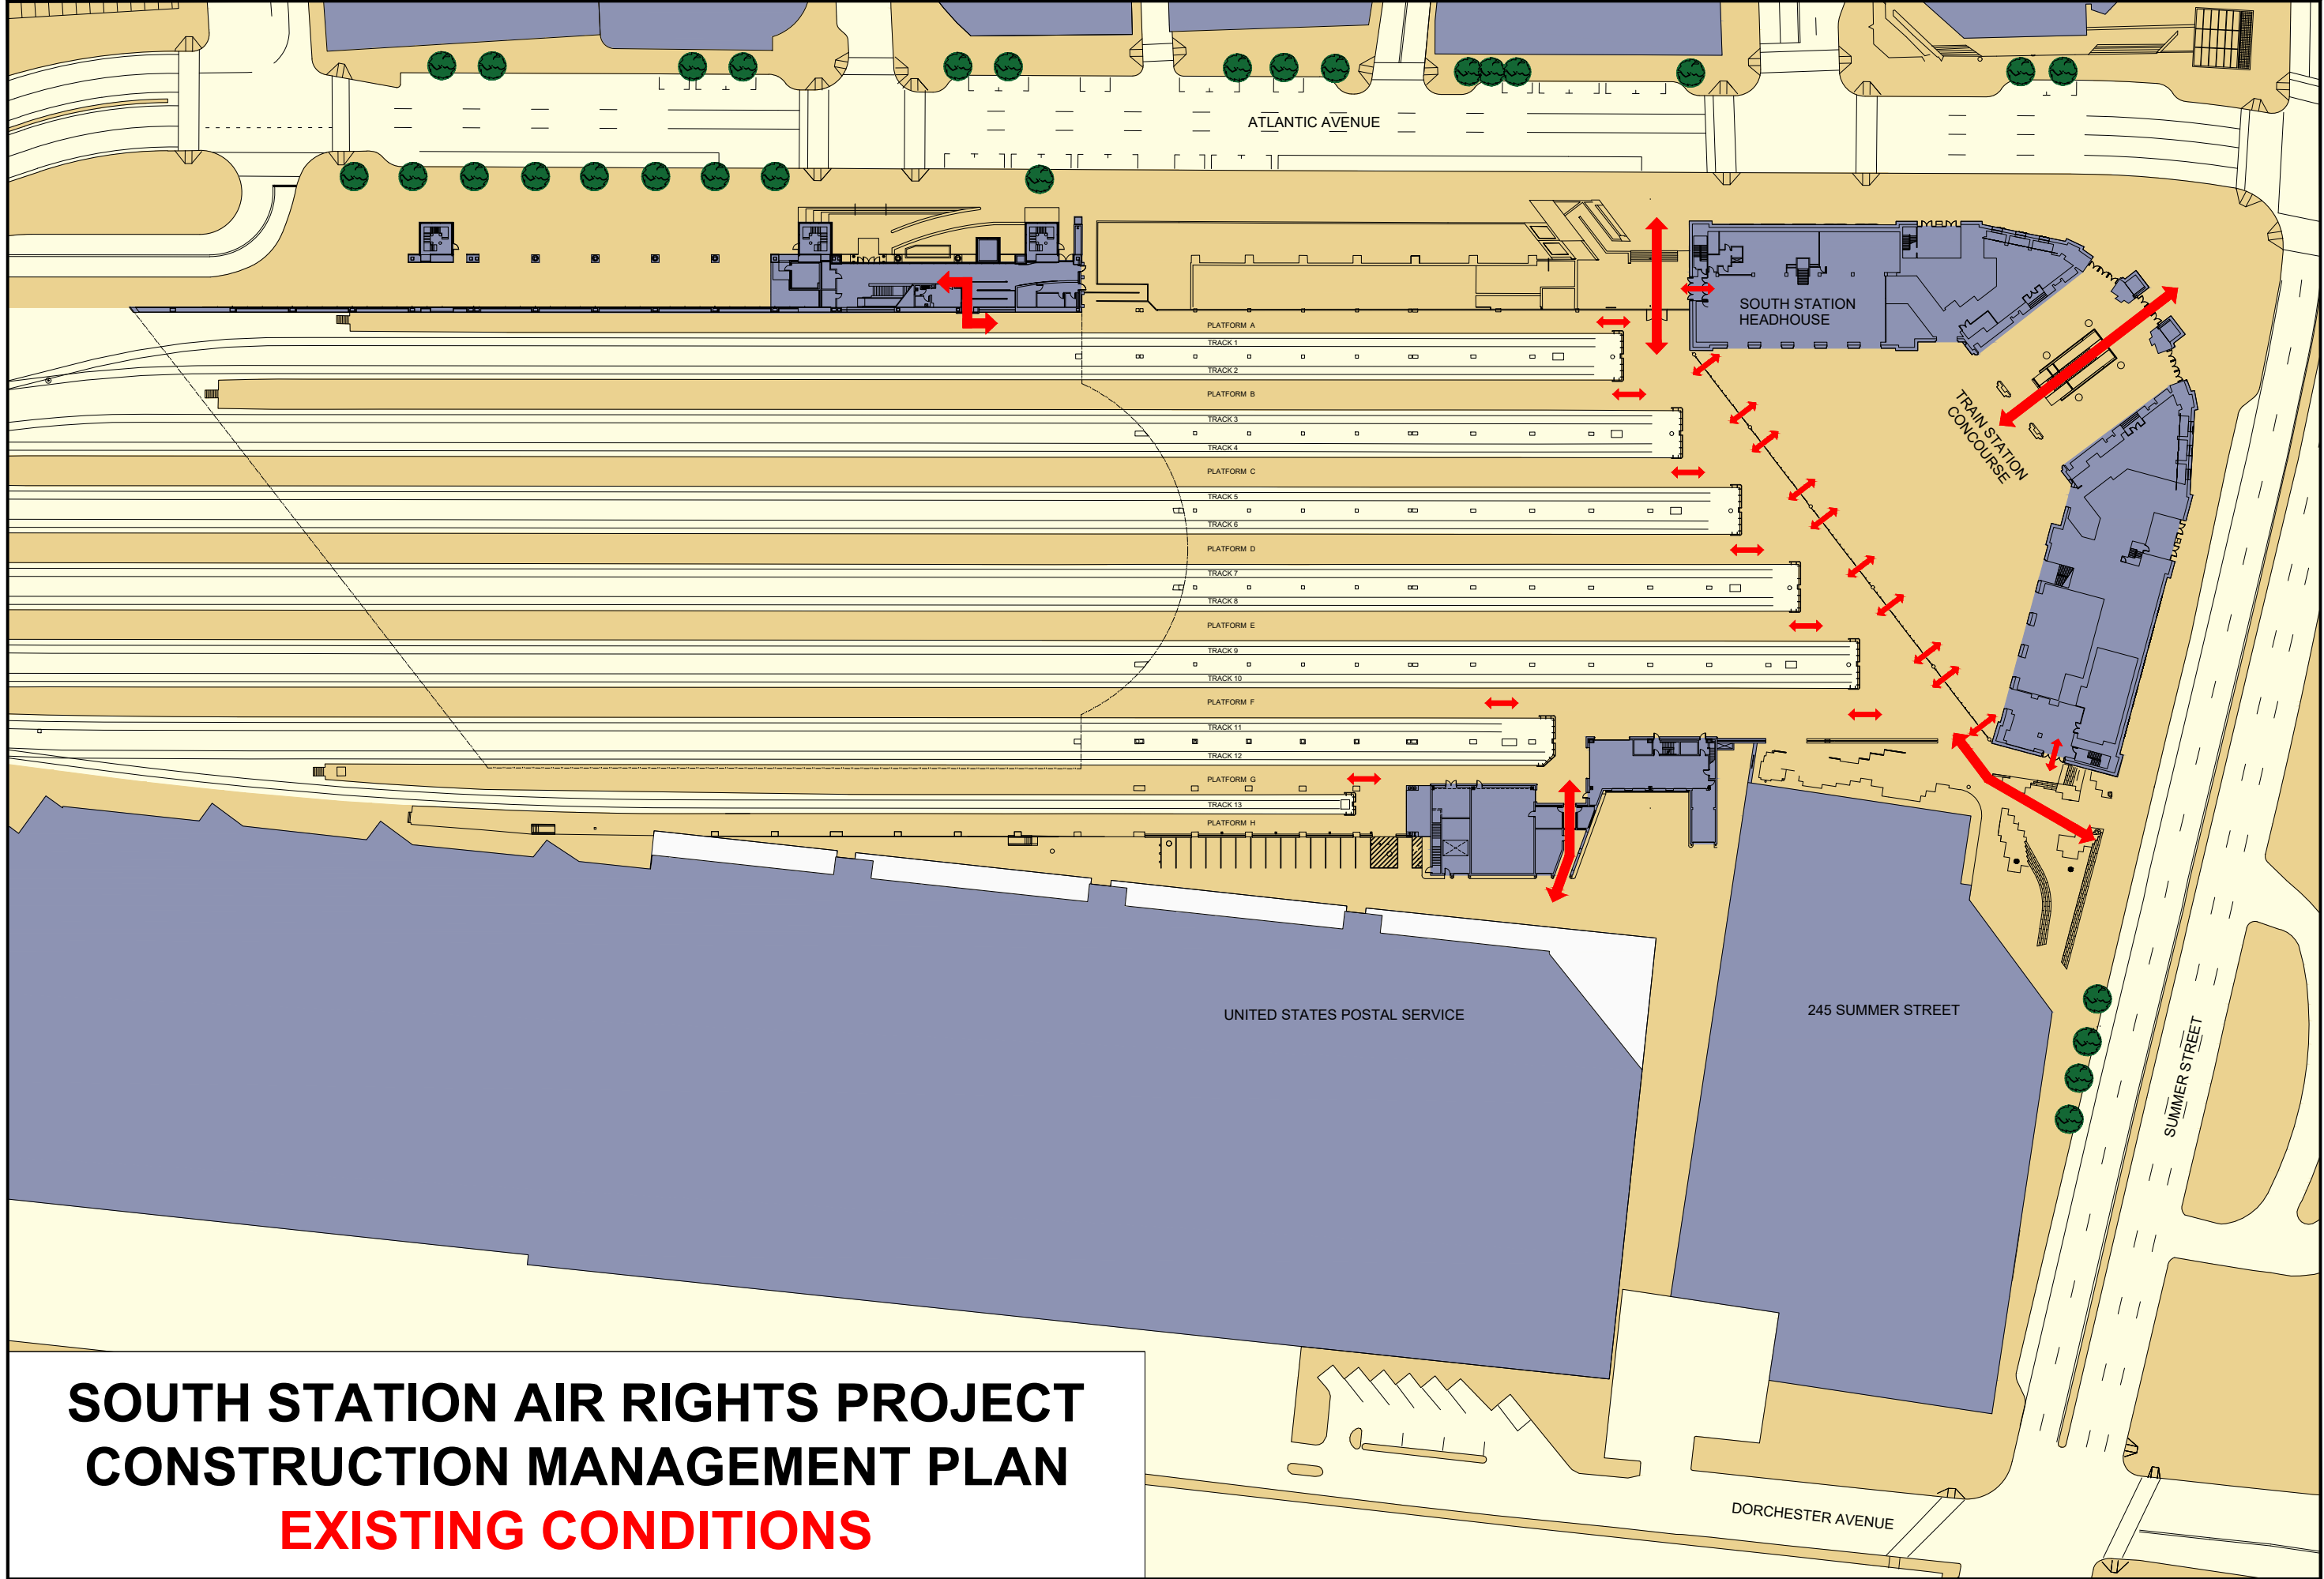 ATLANTIC AVENUE
SOUTH STATION
HEADHOUSE
PLATFORM A
TRACK 1
TRACK 2
PLATFORM B
TRACK 3
TRACK 4
PLATFORM C
TRACK 5
TRACK 6
PLATFORM D
TRACK 7
TRACK 8
PLATFORM E
TRACK 9
TRACK 10
PLATFORM F
TRACK 11
TRACK 12
PLATFORM G
TRACK 13
PLATFORM H
TRAIN STATION
CONCOURSE
UNITED STATES POSTAL SERVICE
245 SUMMER STREET
SUMMER STREET
DORCHESTER AVENUE
SOUTH STATION AIR RIGHTS PROJECT
CONSTRUCTION MANAGEMENT PLAN
EXISTING CONDITIONS